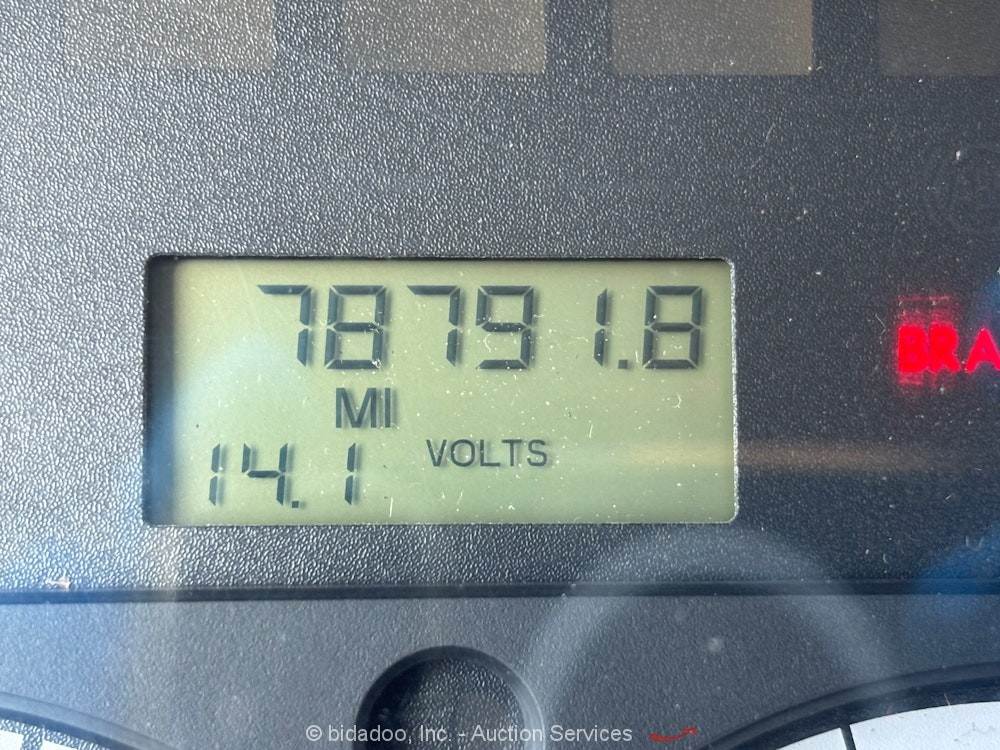 78791.8
MI
14.1 VOLTS
BRA
© bidadoo, Inc. - Auction Services